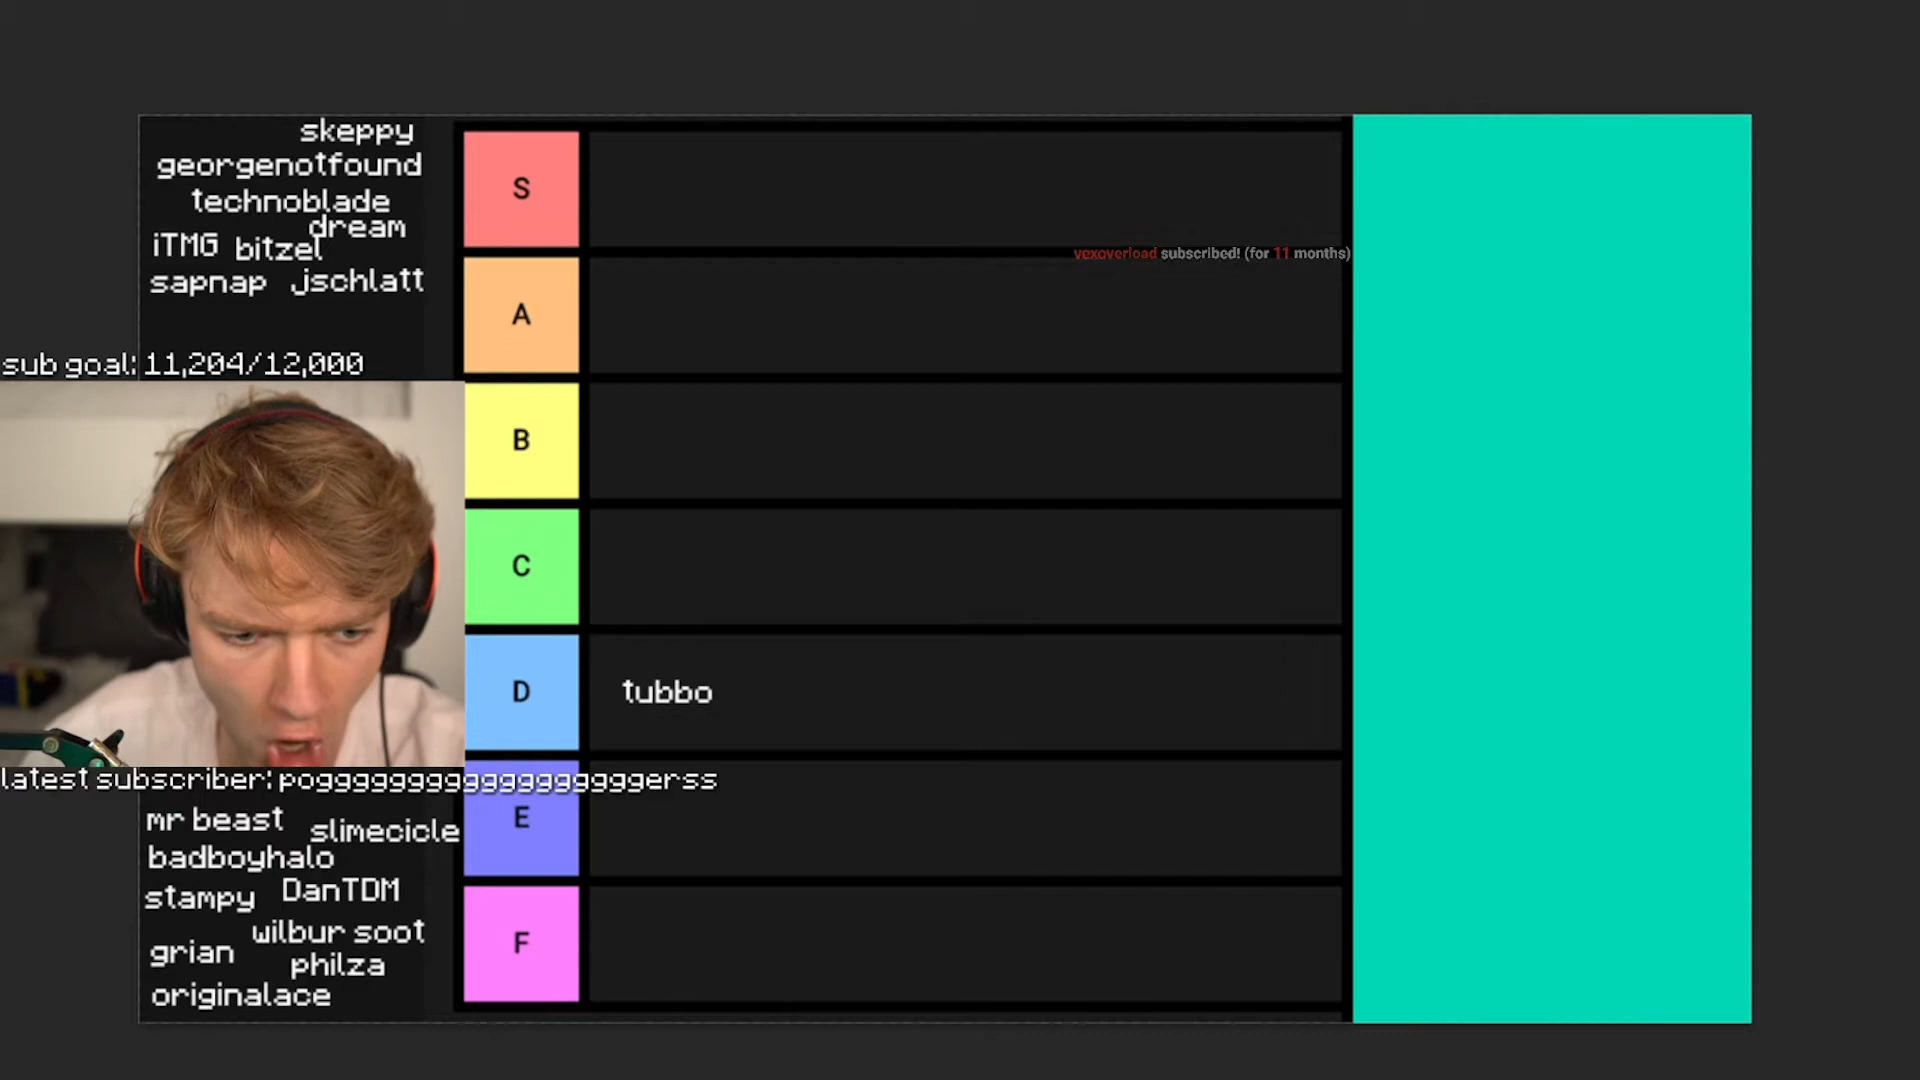 skeppy
georgenotfound
technoblade
dream
iTMG bitzel
sapnap jschlatt
sub goal: 11,204/12,000
S
vexoverload subscribed! (for 11 months)
A
B
C
D
tubbo
latest subscriber: poggggggggggggggggggerss
E
mr beast slimecicle
badboyhalo
stampy DanTDM
wilbur soot
grian
philza
originalace
F